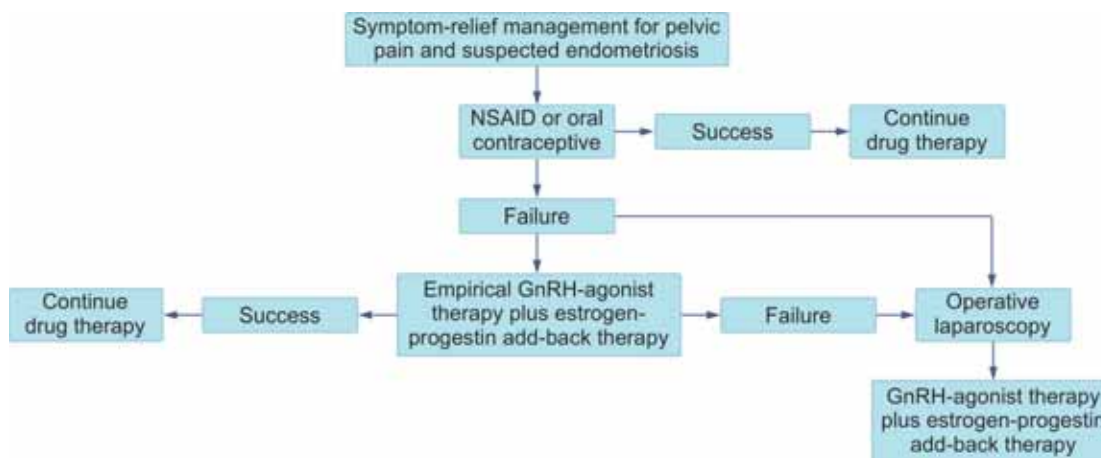 Symptom-relief management for pelvic
pain and suspected endometriosis
NSAID or oral
contraceptive
Success
Continue
drug therapy
Failure
Continue
drug therapy
Success
Empirical GnRH-agonist
therapy plus estrogen-
progestin add-back therapy
Failure
Operative
laparoscopy
GnRH-agonist therapy
plus estrogen-progestin
add-back therapy